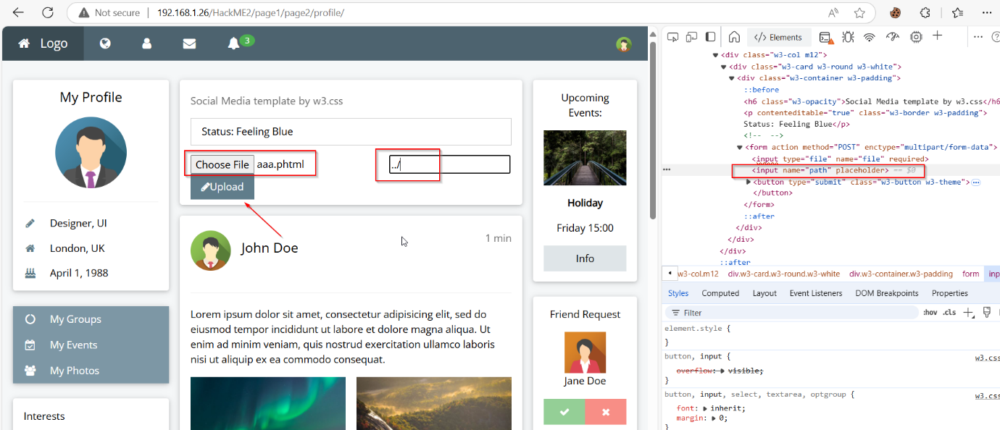 Not secure
192.168.1.26/HackME2/page1/page2/profile/
Logo
3
My Profile
Designer, UI
London, UK
April 1, 1988
My Groups
My Events
My Photos
Interests
Social Media template by w3.css
Status: Feeling Blue
Choose File aaa.phtml
../
Upload
John Doe
1 min
Lorem ipsum dolor sit amet, consectetur adipisicing elit, sed do
eiusmod tempor incididunt ut labore et dolore magna aliqua. Ut
enim ad minim veniam, quis nostrud exercitation ullamco laboris
nisi ut aliquip ex ea commodo consequat.
Upcoming
Events:
Holiday
Friday 15:00
Info
Friend Request
Jane Doe
Elements
<div class="w3-col m12">
<div class="w3-card w3-round w3-white">
<div class="w3-container w3-padding">
::before
<h6 class="w3-opacity">Social Media template by w3.css</h6
<p contenteditable="true" class="w3-border w3-padding">
Status: Feeling Blue</p>
<!-- -->
<form action method="POST" enctype="multipart/form-data">
<input type="file" name="file" required>
<input name="path" placeholder> == $0
<button type="submit" class="w3-button w3-theme">
</button>
</form>
::after
</div>
</div>
</div>
::after
w3-col.m12 div.w3-card.w3-round.w3-white div.w3-container.w3-padding form inp
Styles Computed Layout Event Listeners DOM Breakpoints Properties
Filter
:hov .cls
element.style {
}
button, input {
w3.css
overflow: visible;
}
button, input, select, textarea, optgroup {
w3.css
font: inherit;
margin: 0;
}